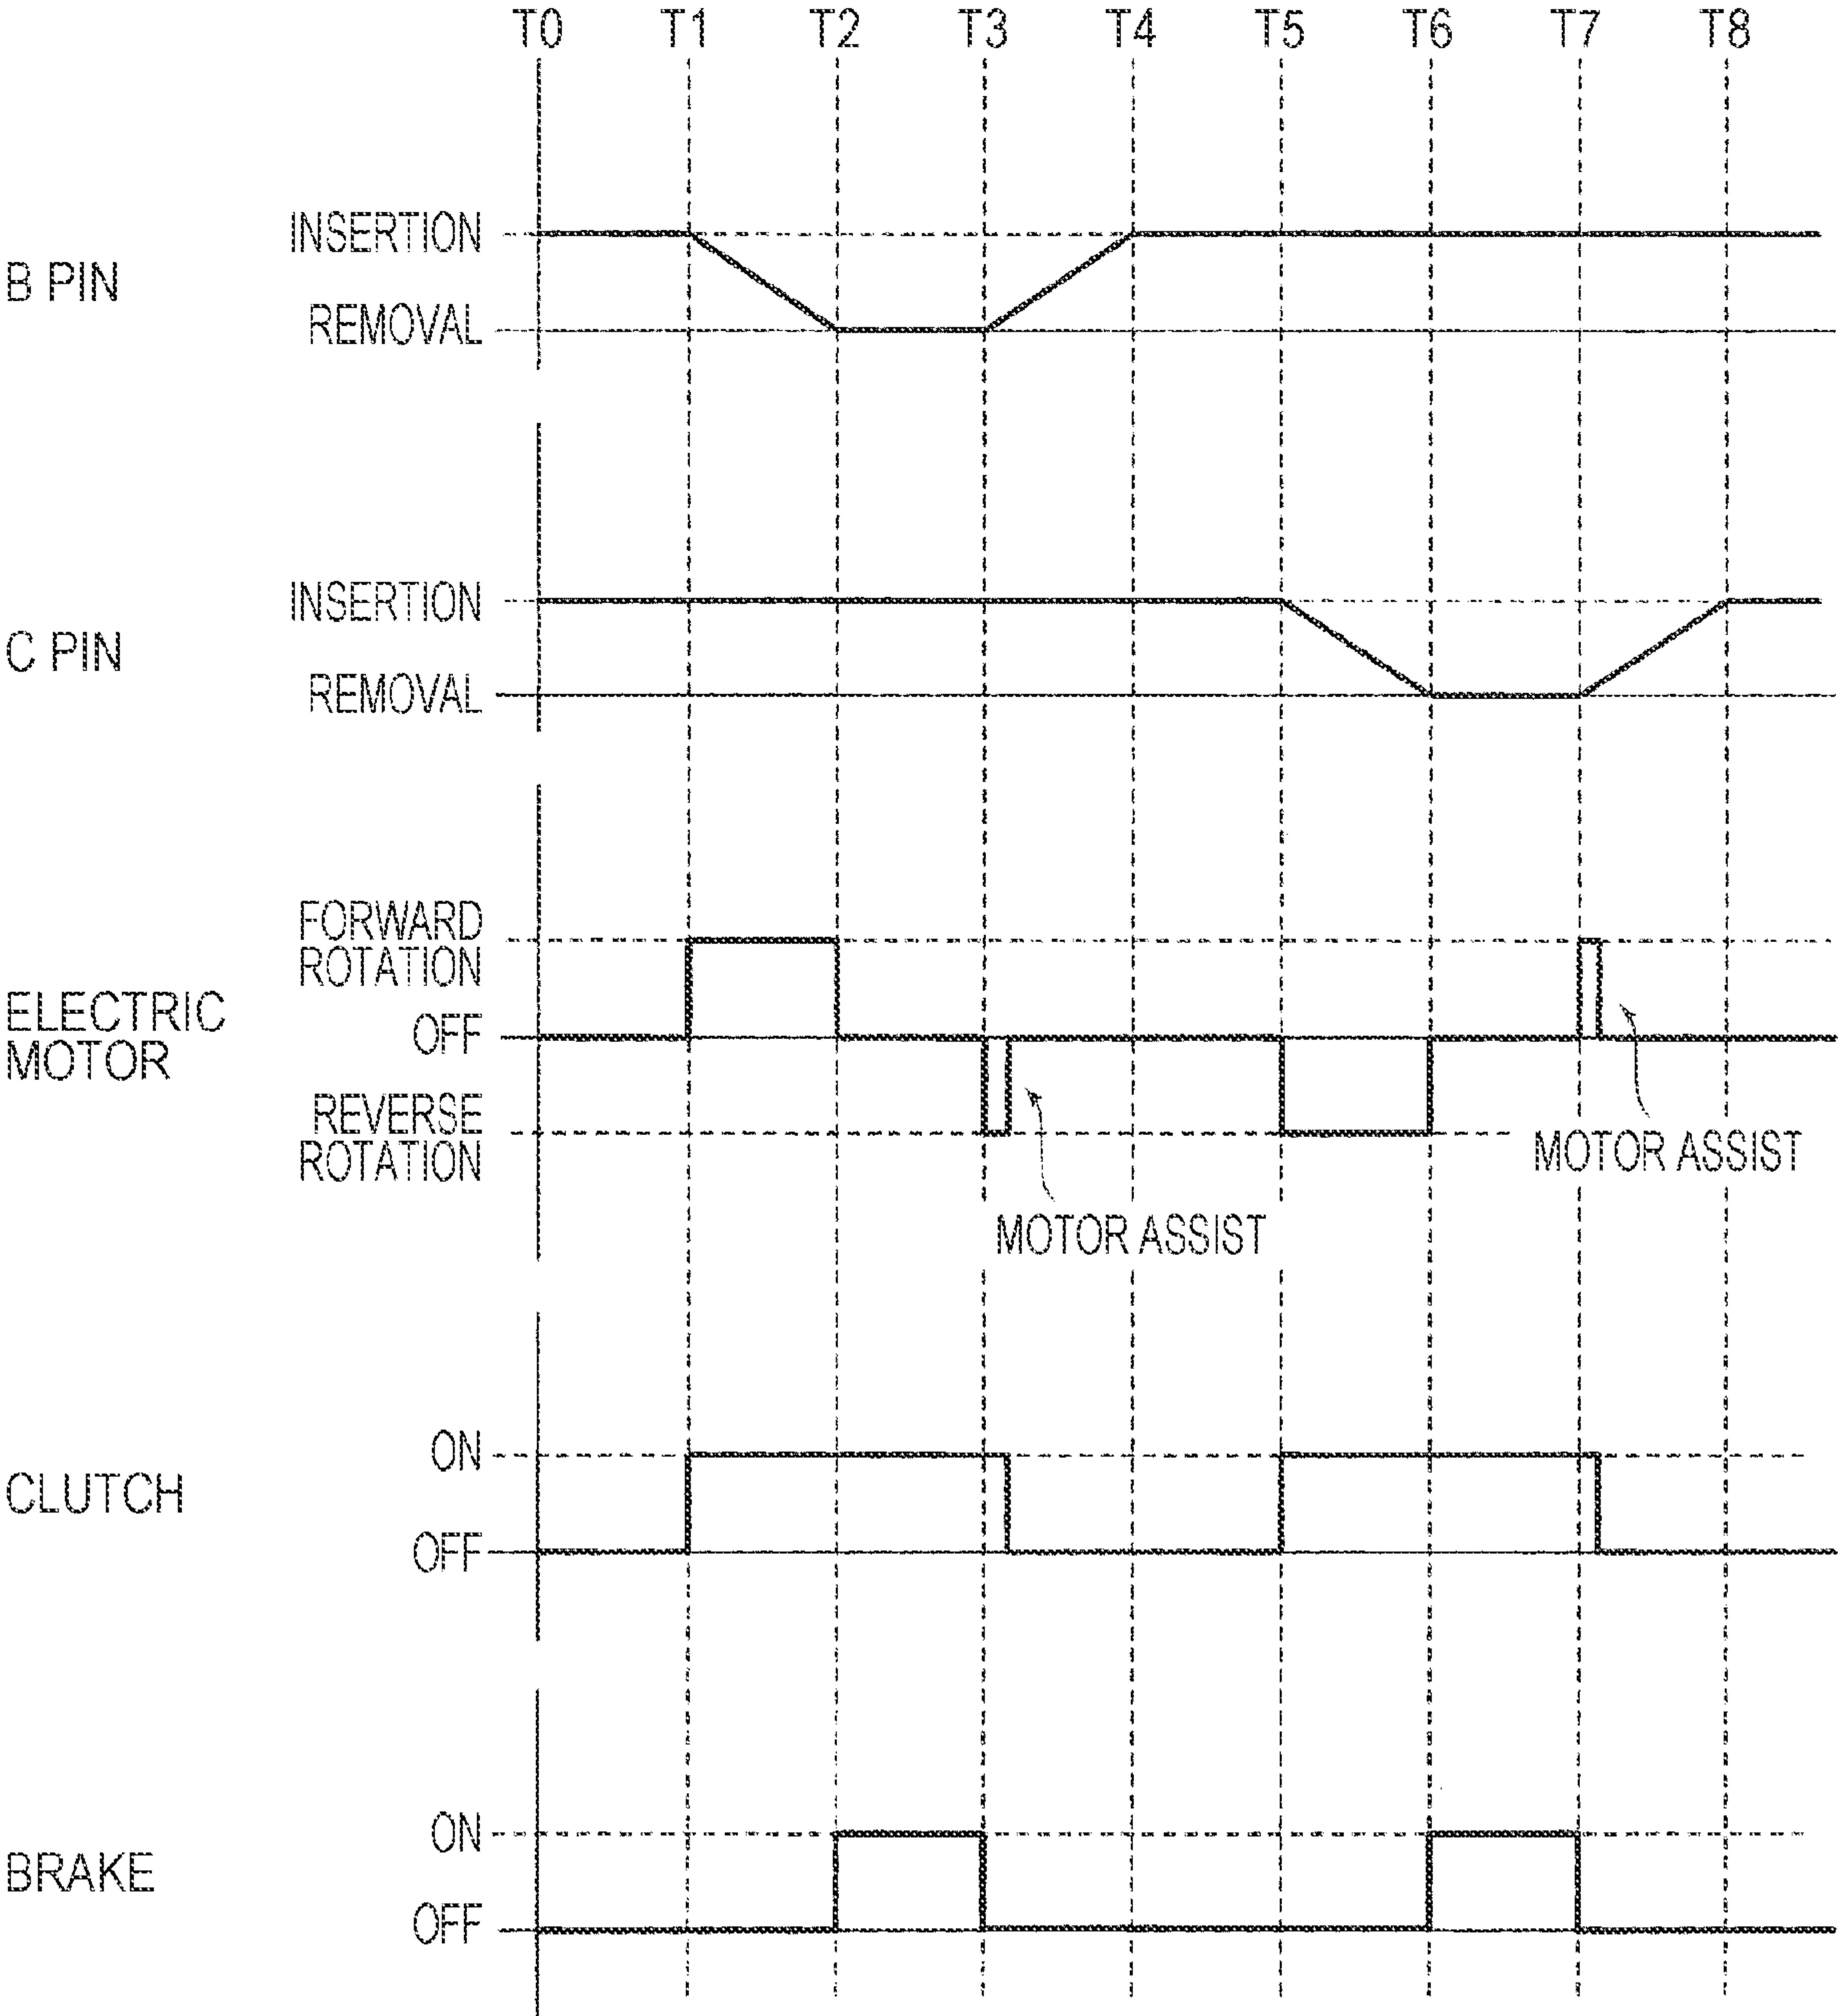 T0 T1 T2 T3 T4 T5 T6 T7 T8
B PIN
INSERTION
REMOVAL
C PIN
INSERTION
REMOVAL
ELECTRIC
MOTOR
FORWARD
ROTATION
OFF
REVERSE
ROTATION
MOTOR ASSIST
MOTOR ASSIST
CLUTCH
ON
OFF
BRAKE
ON
OFF